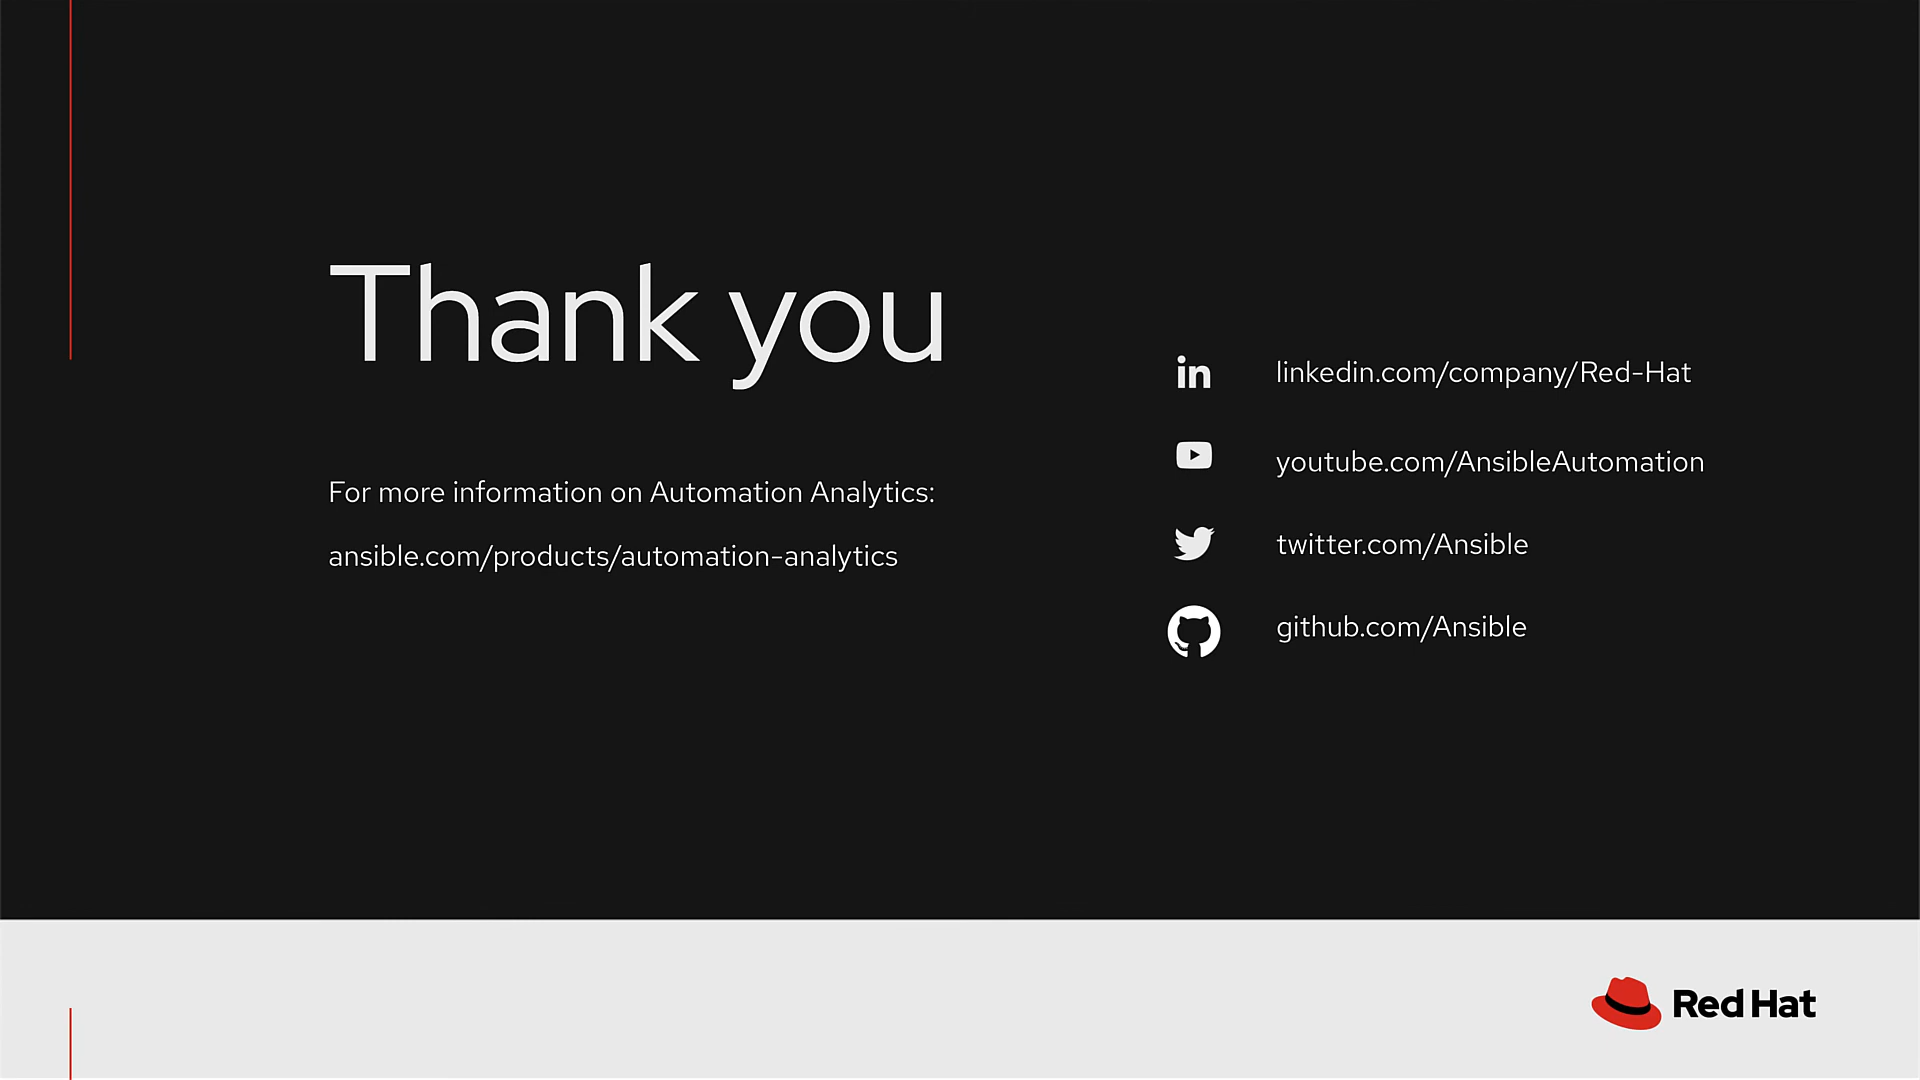 Thank you
For more information on Automation Analytics:
ansible.com/products/automation-analytics
in
linkedin.com/company/Red-Hat
youtube.com/AnsibleAutomation
twitter.com/Ansible
github.com/Ansible
Red Hat